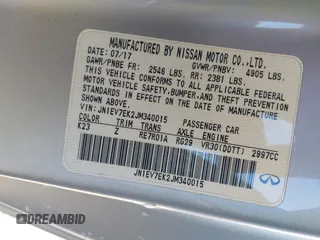 MANUFACTURED BY NISSAN MOTOR CO.,LTD.
DATE: 07/17 GVWR/PNBV: 4905 LBS.
GAWR/PNBE FR: 2546 LBS. RR: 2381 LBS.
THIS VEHICLE CONFORMS TO ALL APPLICABLE FEDERAL
MOTOR VEHICLE SAFETY,BUMPER,AND THEFT PREVENTION
STANDARDS IN EFFECT ON THE DATE OF
MANUFACTURE SHOWN ABOVE.
V.I.N.: JN1EV7EK2JM340015 PASSENGER CAR
COLOR TRIM TRANS AXLE ENGINE
K23 Z RE7R01A RG29 VR30(DDTT) 2997CC
JN1EV7EK2JM340015
INFINITI
© DREAMBID